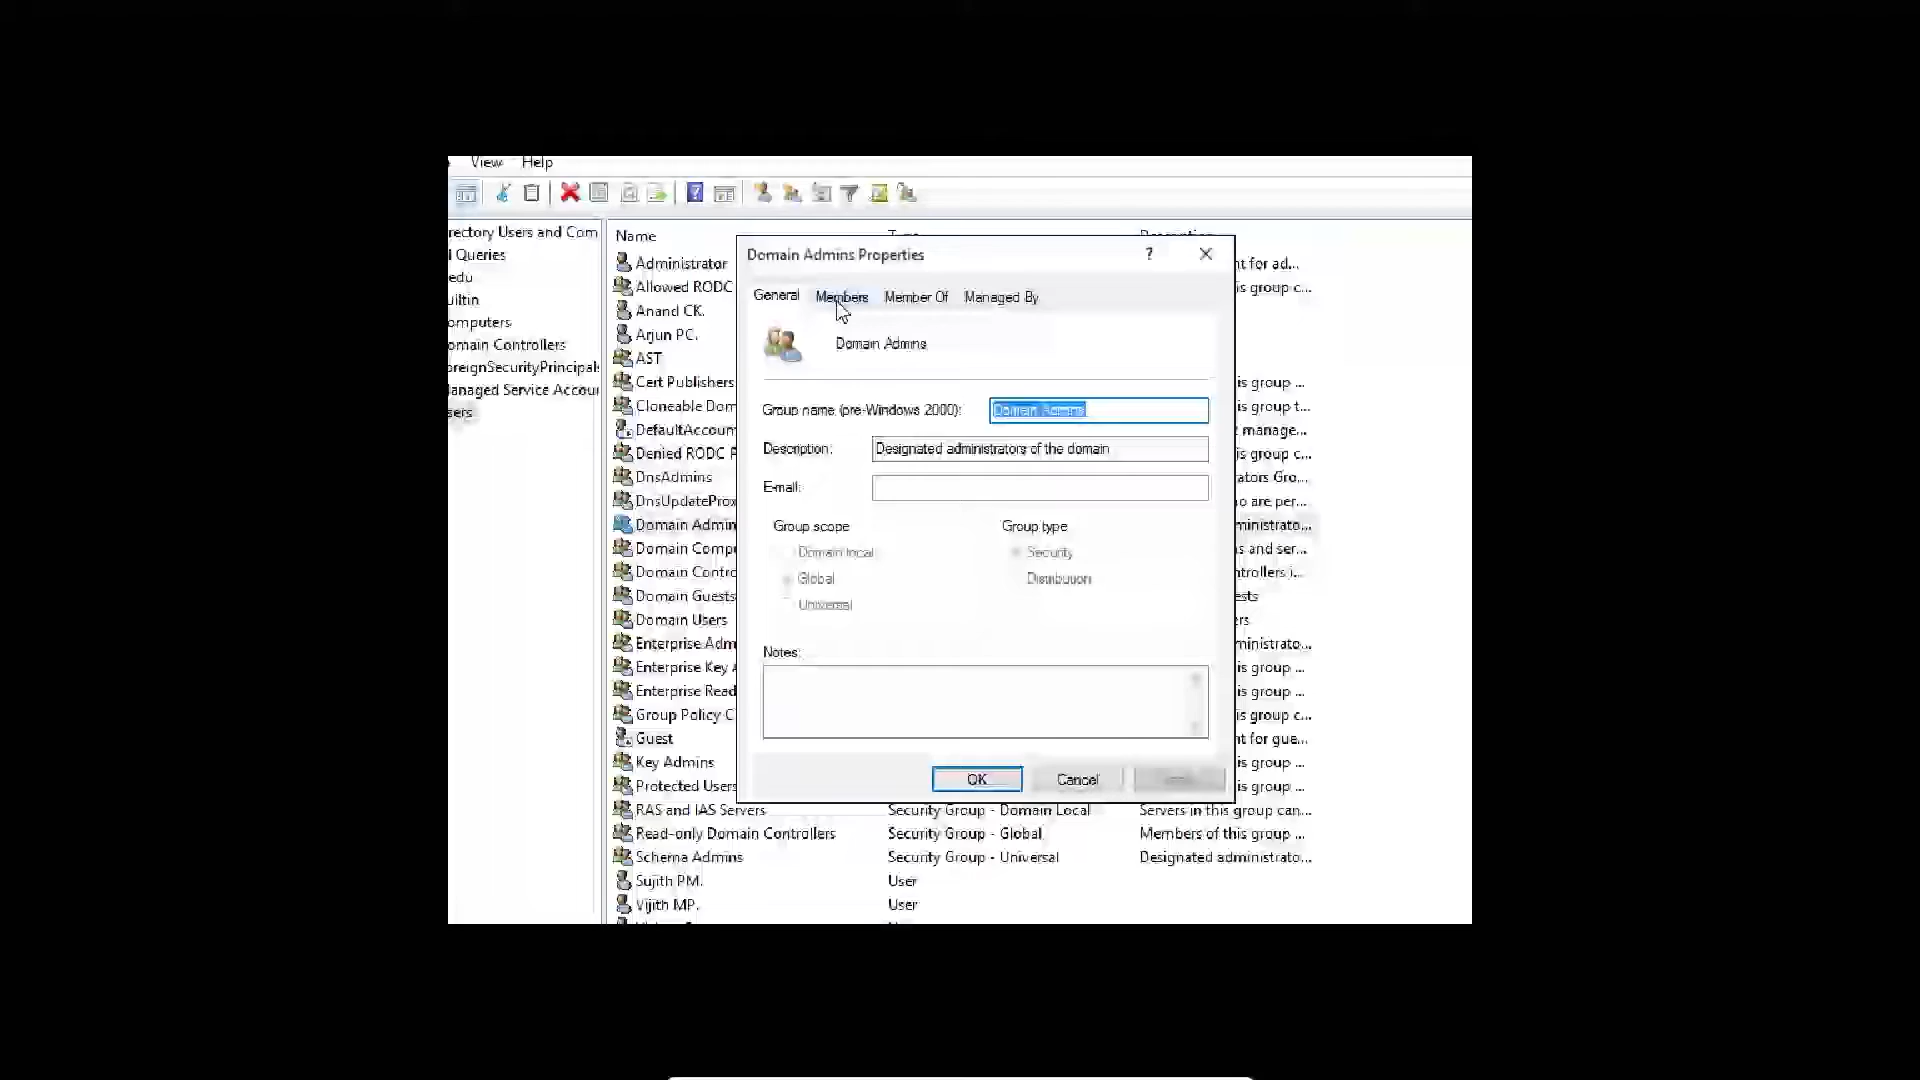 View Help
rectory Users and Com
l Queries
edu
uiltin
omputers
omain Controllers
oreignSecurityPrincipals
lanaged Service Accou
sers
Name
Administrator
Allowed RODC
Anand CK.
Arjun PC.
AST
Cert Publishers
Cloneable Dom
DefaultAccoun
Denied RODC P
DnsAdmins
DnsUpdateProx
Domain Admin
Domain Compu
Domain Contro
Domain Guests
Domain Users
Enterprise Adm
Enterprise Key A
Enterprise Read
Group Policy C
Guest
Key Admins
Protected Users
RAS and IAS Servers Security Group - Domain Local Servers in this group can...
Read-only Domain Controllers Security Group - Global Members of this group ...
Schema Admins Security Group - Universal Designated administrato...
Sujith PM. User
Vijith MP. User
Domain Admins Properties ?
General Members Member Of Managed By
Domain Admins
Group name (pre-Windows 2000): Domain Admins
Description: Designated administrators of the domain
E-mail:
Group scope Group type
Domain local Security
Global Distribution
Universal
Notes:
OK Cancel
nt for ad...
is group c...
is group ...
is group t...
manage...
is group c...
ators Gro...
o are per...
ministrato...
s and ser...
ntrollers i...
ests
ers
ministrato...
is group ...
is group ...
is group c...
nt for gue...
is group ...
is group ...